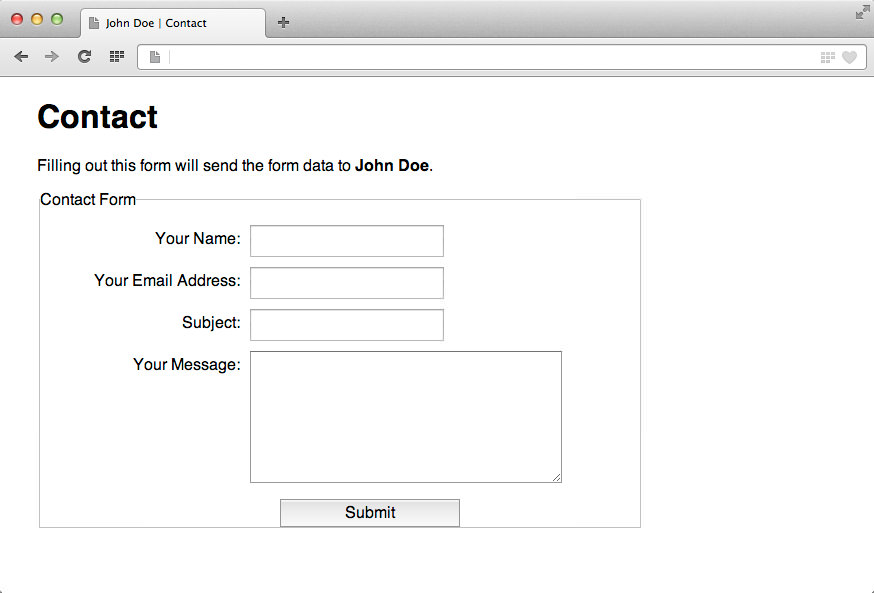 John Doe | Contact
Contact
Filling out this form will send the form data to John Doe.
Contact Form
Your Name:
Your Email Address:
Subject:
Your Message:
Submit